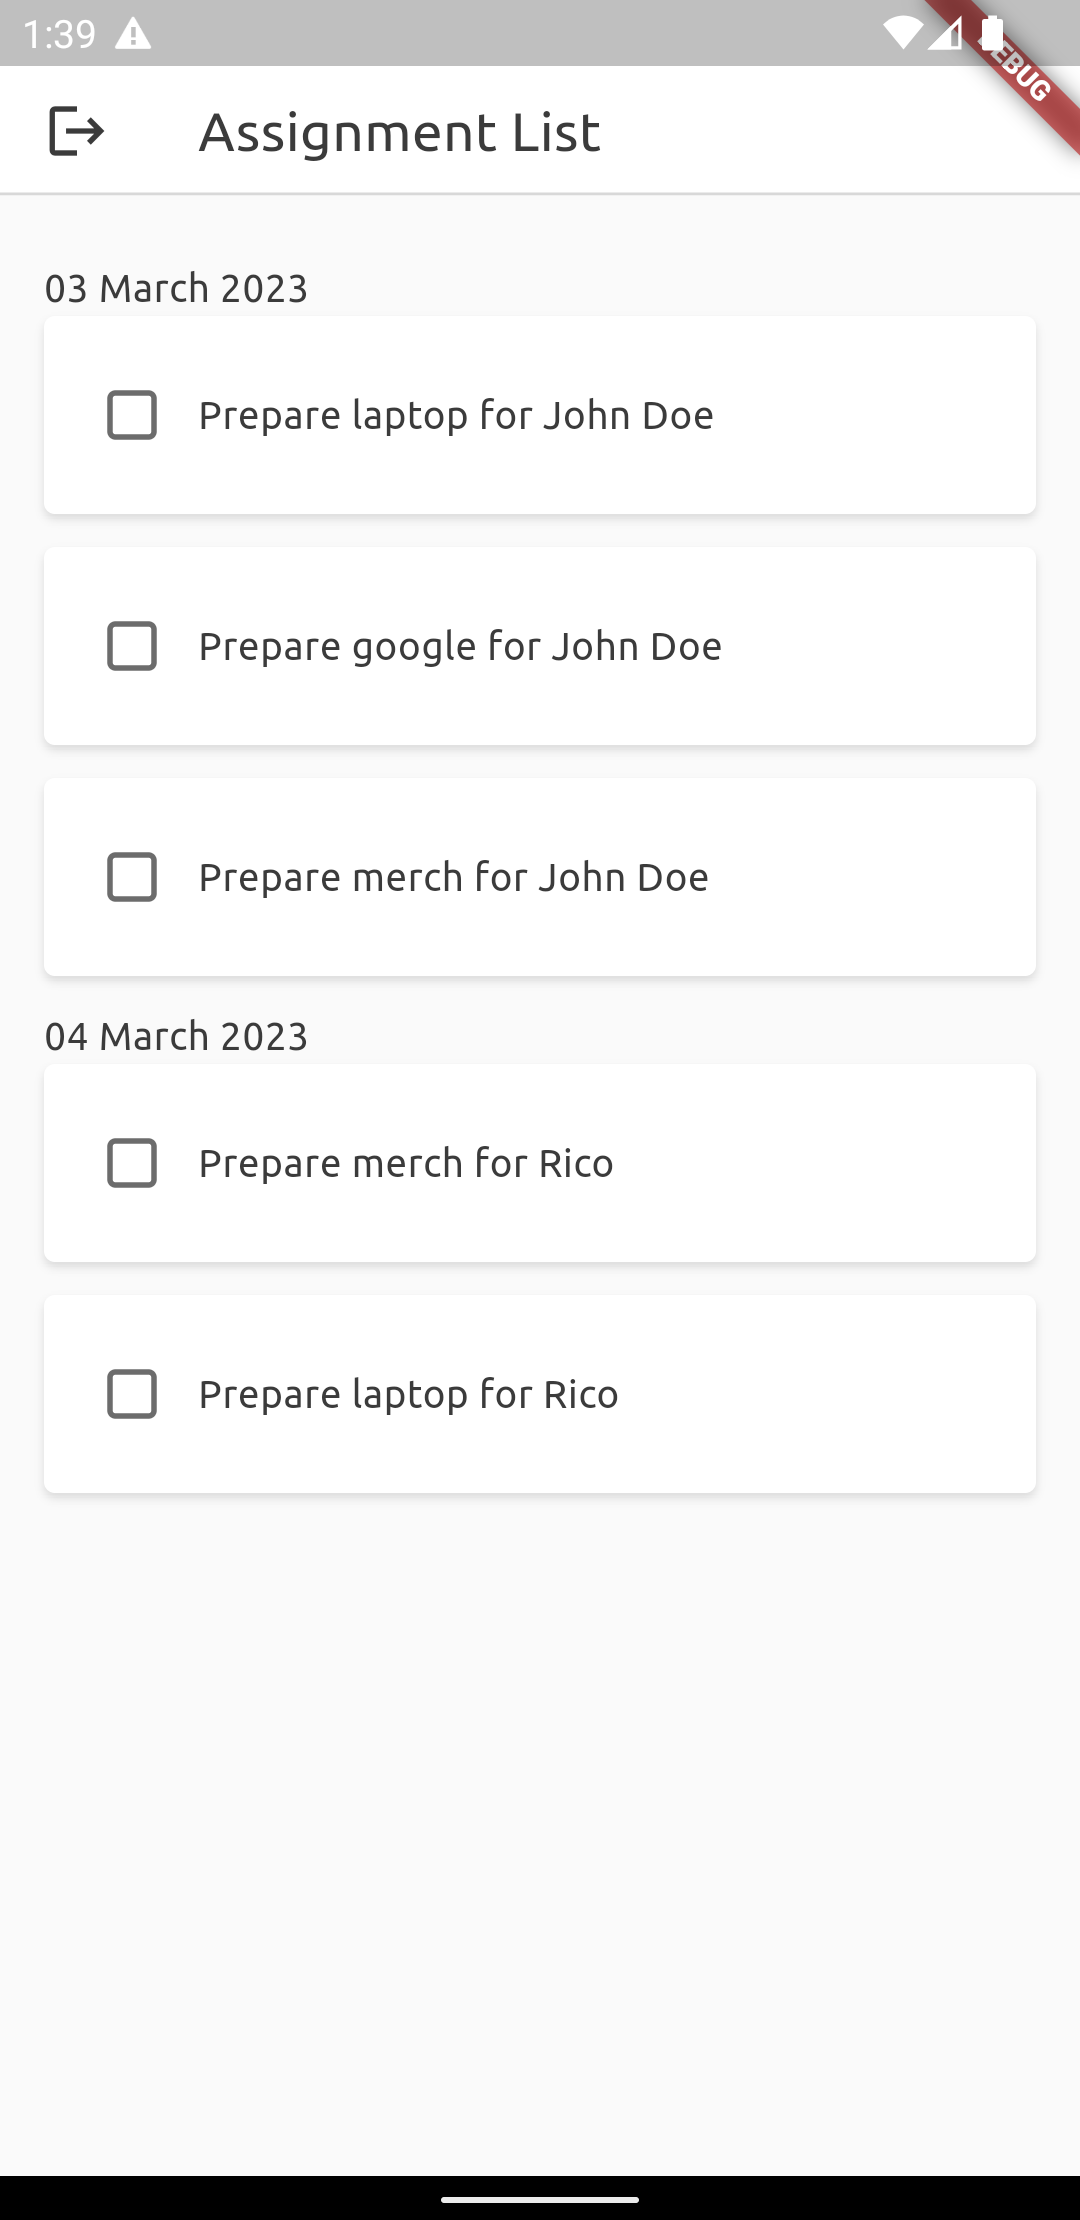 1:39
DEBUG
Assignment List
03 March 2023
Prepare laptop for John Doe
Prepare google for John Doe
Prepare merch for John Doe
04 March 2023
Prepare merch for Rico
Prepare laptop for Rico